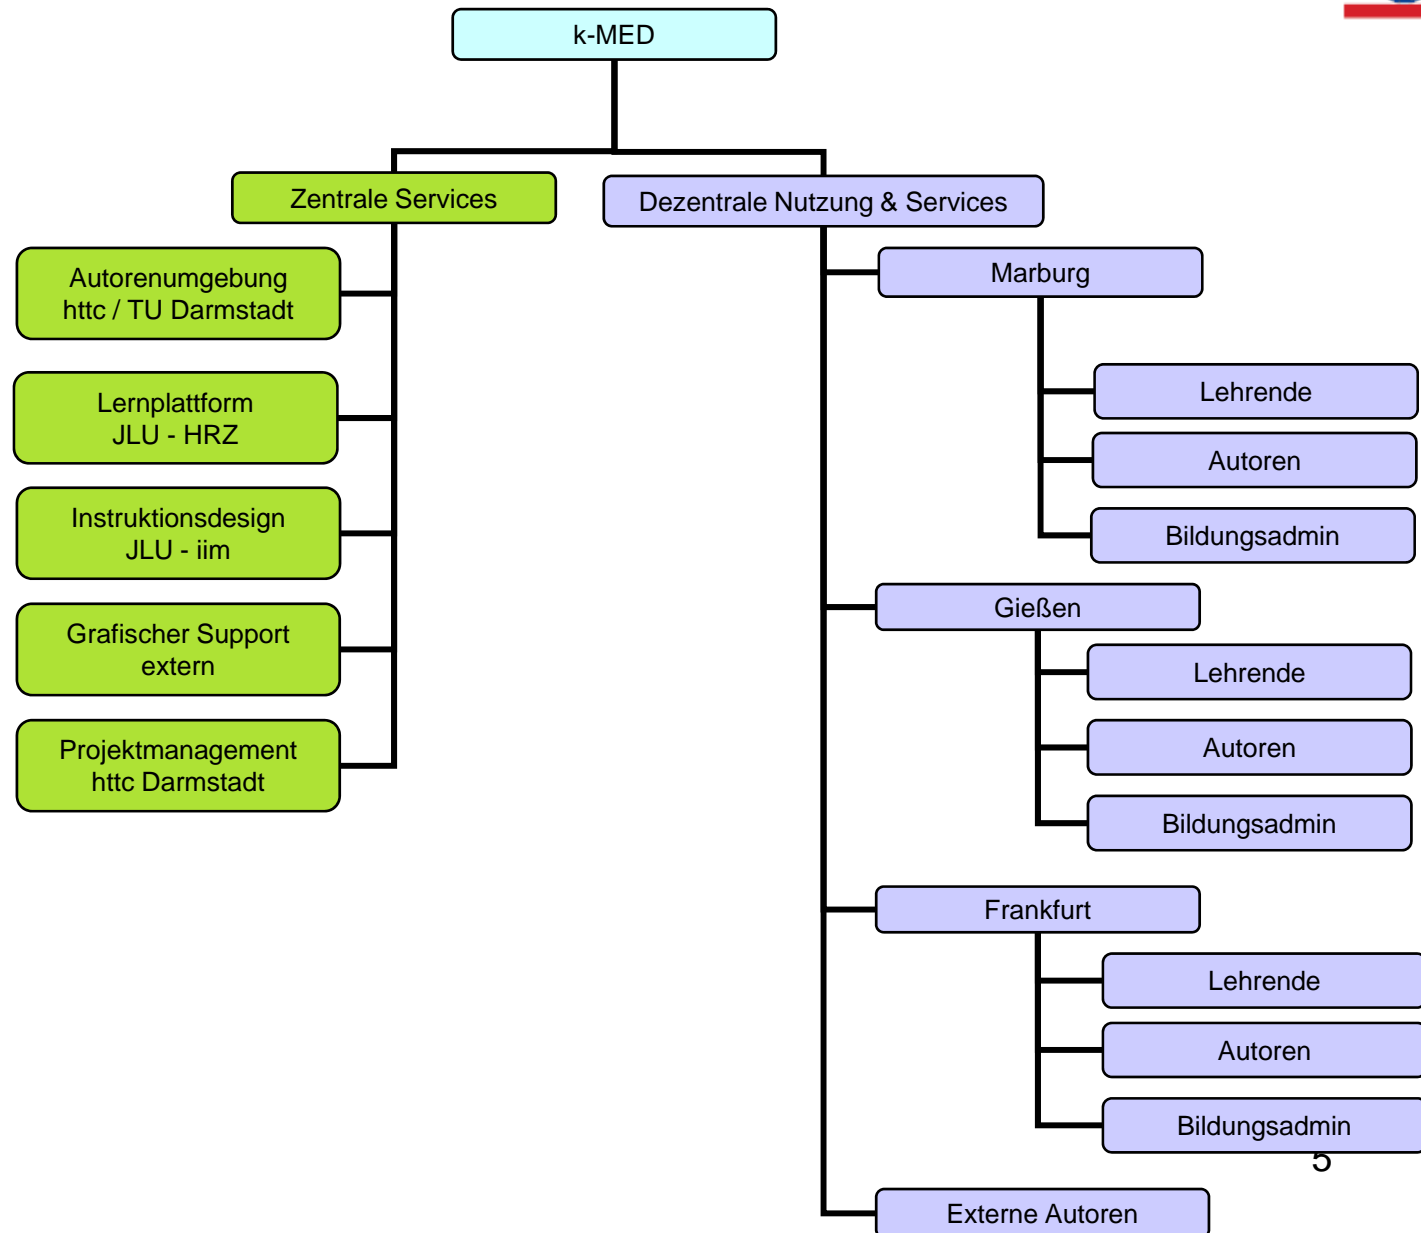 k-MED
Zentrale Services
Dezentrale Nutzung & Services
Autorenumgebung
httc / TU Darmstadt
Lernplattform
JLU - HRZ
Instruktionsdesign
JLU - iim
Grafischer Support
extern
Projektmanagement
httc Darmstadt
Marburg
Lehrende
Autoren
Bildungsadmin
Gießen
Lehrende
Autoren
Bildungsadmin
Frankfurt
Lehrende
Autoren
Bildungsadmin
5
Externe Autoren